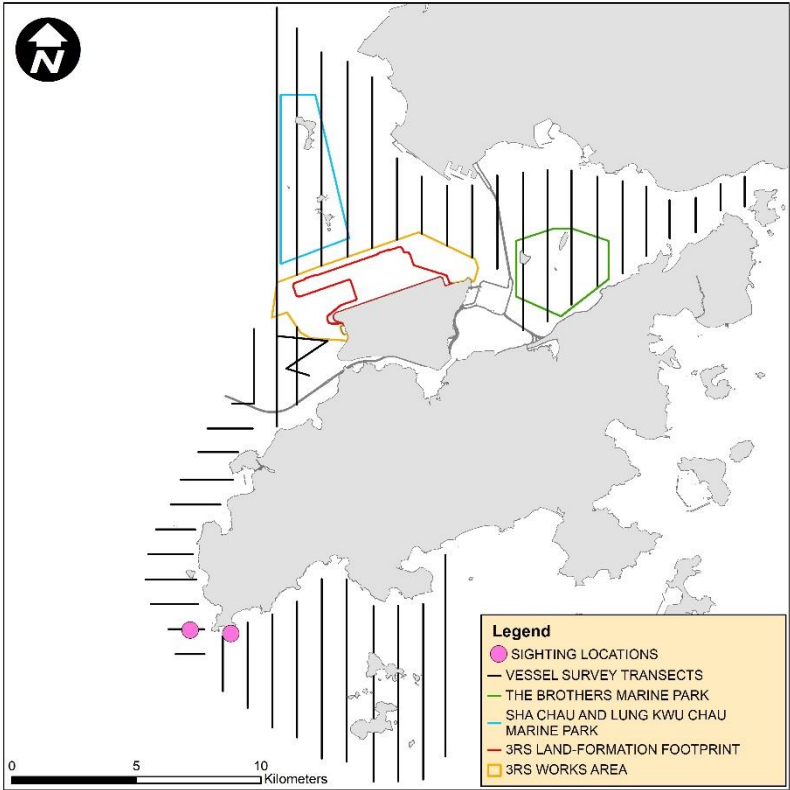 N
Legend
SIGHTING LOCATIONS
VESSEL SURVEY TRANSECTS
THE BROTHERS MARINE PARK
SHA CHAU AND LUNG KWU CHAU
MARINE PARK
3RS LAND-FORMATION FOOTPRINT
3RS WORKS AREA
0 5 10
Kilometers